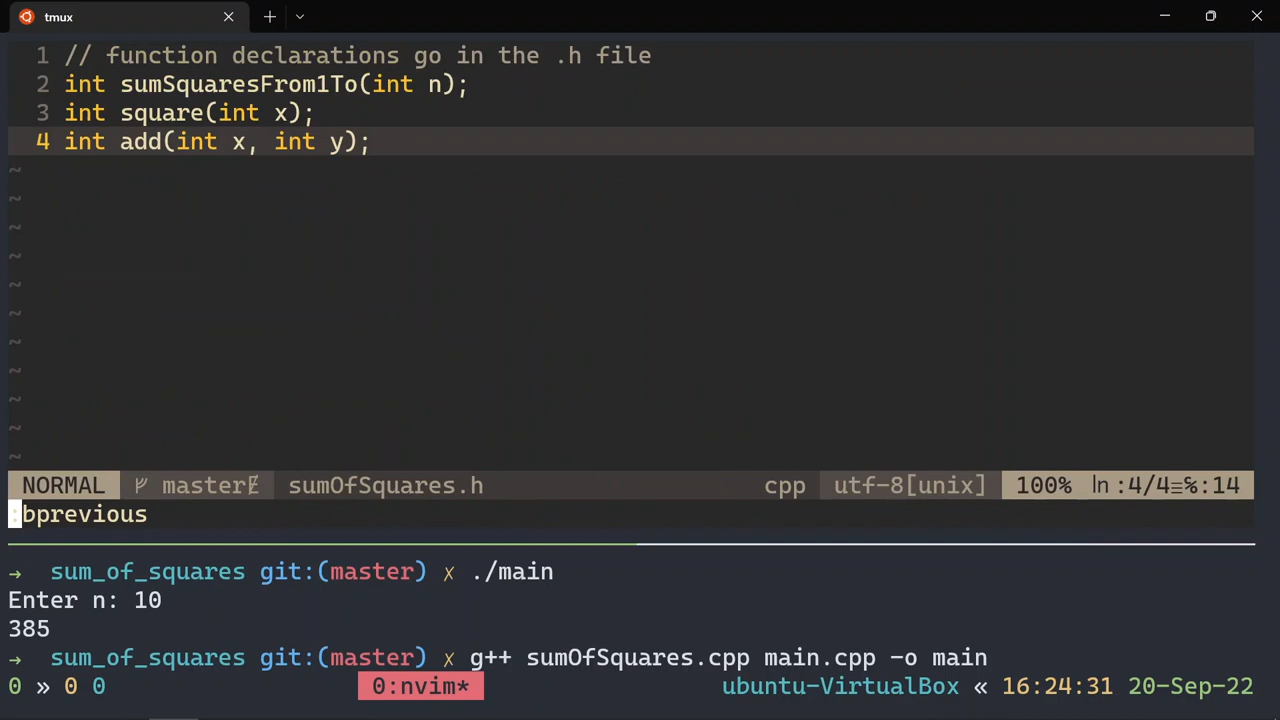 tmux
1 // function declarations go in the .h file
2 int sumSquaresFrom1To(int n);
3 int square(int x);
4 int add(int x, int y);
~
~
~
~
~
~
~
~
~
~
~
NORMAL master sumOfSquares.h cpp utf-8[unix] 100% ln :4/4≡℅:14
:bprevious
→ sum_of_squares git:(master) ✗ ./main
Enter n: 10
385
→ sum_of_squares git:(master) ✗ g++ sumOfSquares.cpp main.cpp -o main
0 » 0 0 0:nvim* ubuntu-VirtualBox « 16:24:31 20-Sep-22